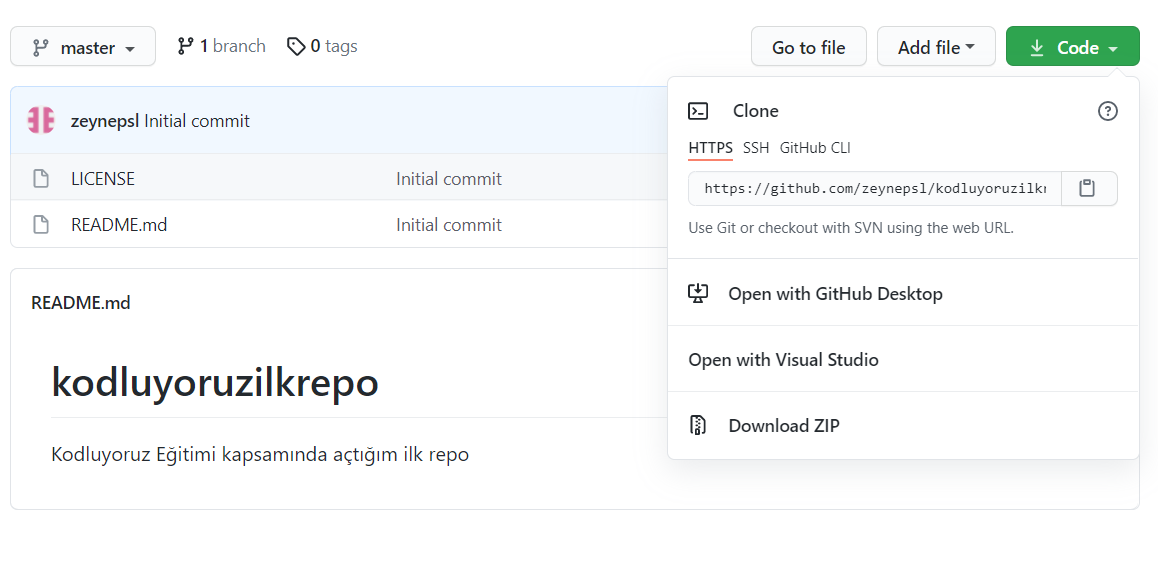 master
1 branch
0 tags
Go to file
Add file
Code
zeynepsl Initial commit
LICENSE Initial commit
README.md Initial commit
README.md
kodluyoruzilkrepo
Kodluyoruz Eğitimi kapsamında açtığım ilk repo
Clone
HTTPS SSH GitHub CLI
https://github.com/zeynepsl/kodluyoruzilkr
Use Git or checkout with SVN using the web URL.
Open with GitHub Desktop
Open with Visual Studio
Download ZIP